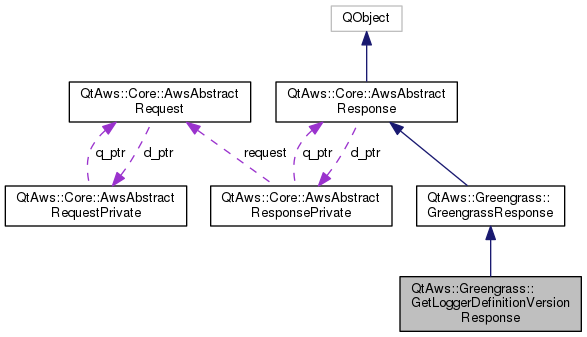 QObject
QtAws::Core::AwsAbstract
Request
QtAws::Core::AwsAbstract
Response
q_ptr
d_ptr
request
q_ptr
d_ptr
QtAws::Core::AwsAbstract
RequestPrivate
QtAws::Core::AwsAbstract
ResponsePrivate
QtAws::Greengrass::
GreengrassResponse
QtAws::Greengrass::
GetLoggerDefinitionVersion
Response